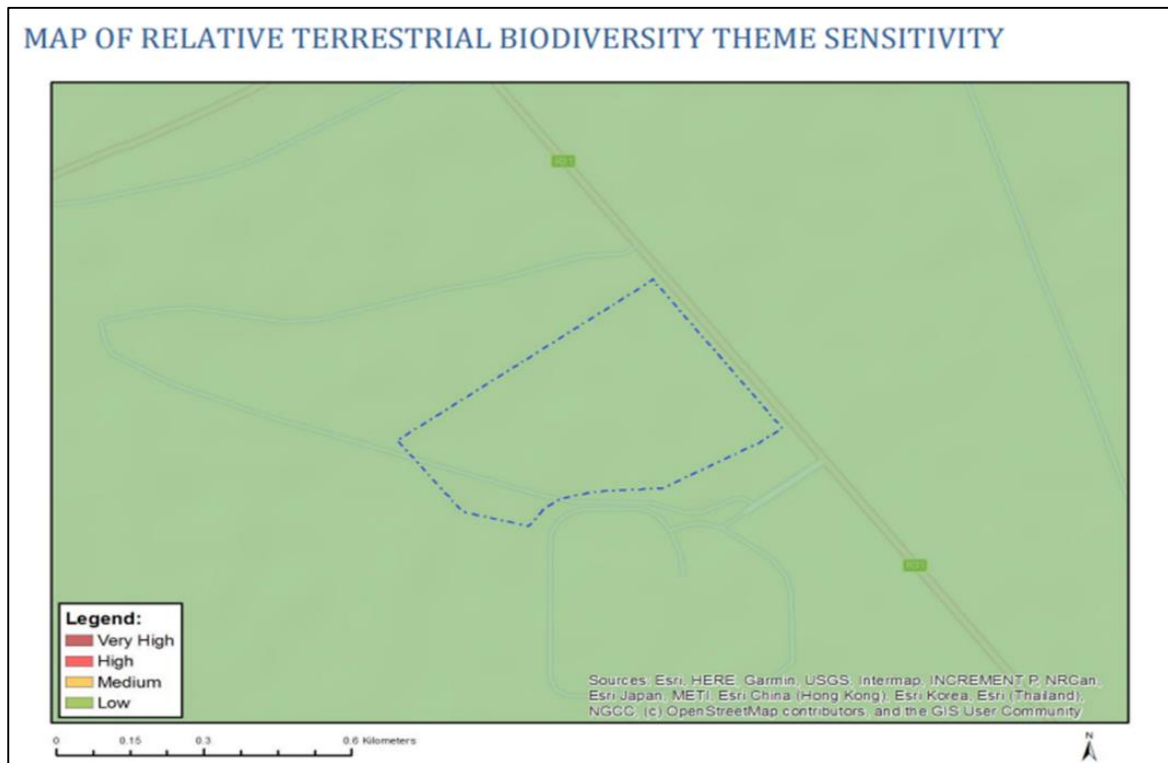 MAP OF RELATIVE TERRESTRIAL BIODIVERSITY THEME SENSITIVITY
R31
R31
Legend:
Very High
High
Medium
Low
Sources: Esri, HERE, Garmin, USGS, Intermap, INCREMENT P, NRCan,
Esri Japan, METI, Esri China (Hong Kong), Esri Korea, Esri (Thailand),
NGCC, (c) OpenStreetMap contributors, and the GIS User Community
0 0.15 0.3 0.6 Kilometers
N